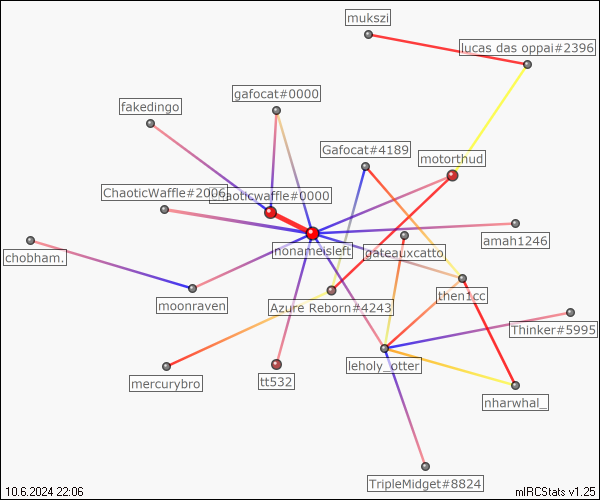 mukszi
lucas das oppai#2396
gafocat#0000
fakedingo
Gafocat#4189
motorthud
ChaoticWaffle#2006
haoticwaffle#0000
amah1246
nonameisleft
gateauxcatto
chobham.
then1cc
moonraven
Azure Reborn#4243
Thinker#5995
leholy_otter
mercurybro
tt532
nharwhal_
TripleMidget#8824
10.6.2024 22:06
mIRCStats v1.25